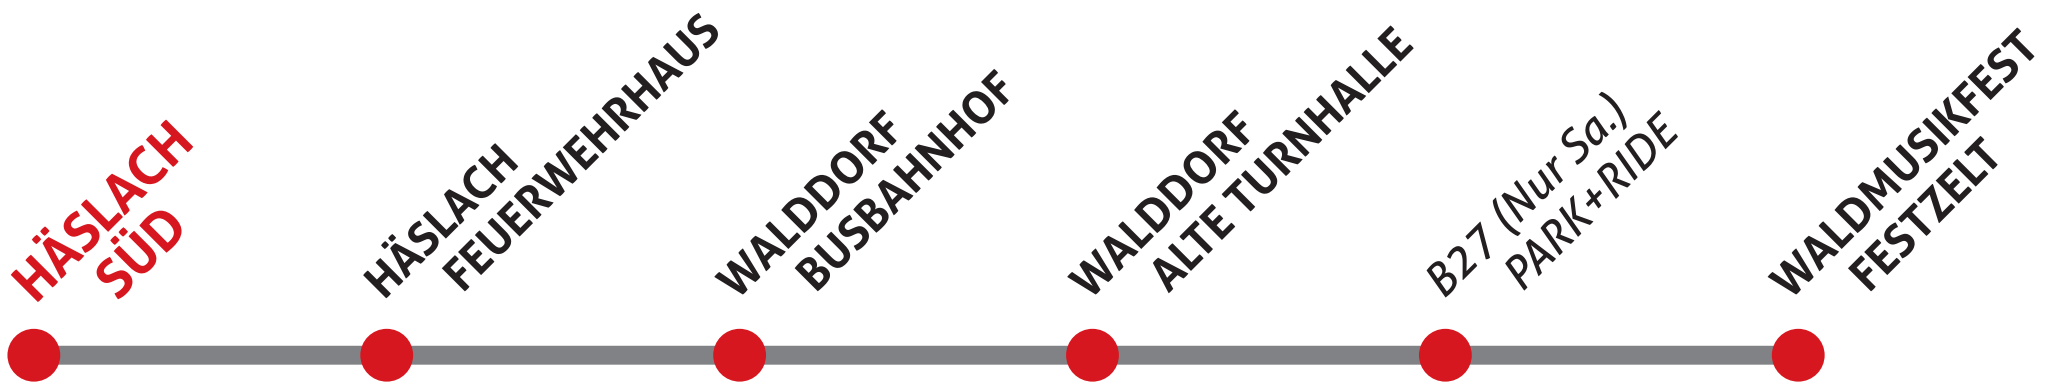 HÄSLACH
SÜD
HÄSLACH
FEUERWEHRHAUS
WALDDORF
BUSBAHNHOF
WALDDORF
ALTE TURNHALLE
B27 (Nur Sa.)
PARK+RIDE
WALDMUSIKFEST
FESTZELT